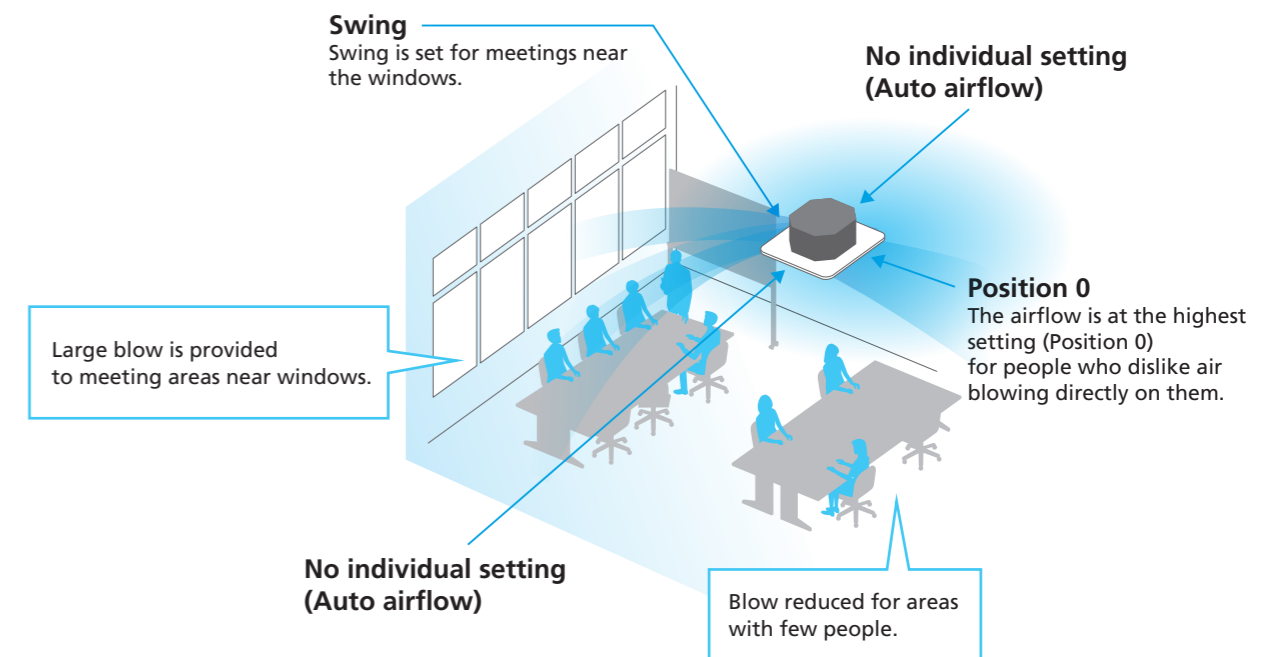 Swing
Swing is set for meetings near
the windows.
No individual setting
(Auto airflow)
Position 0
The airflow is at the highest
setting (Position 0)
for people who dislike air
blowing directly on them.
Large blow is provided
to meeting areas near windows.
No individual setting
(Auto airflow)
Blow reduced for areas
with few people.